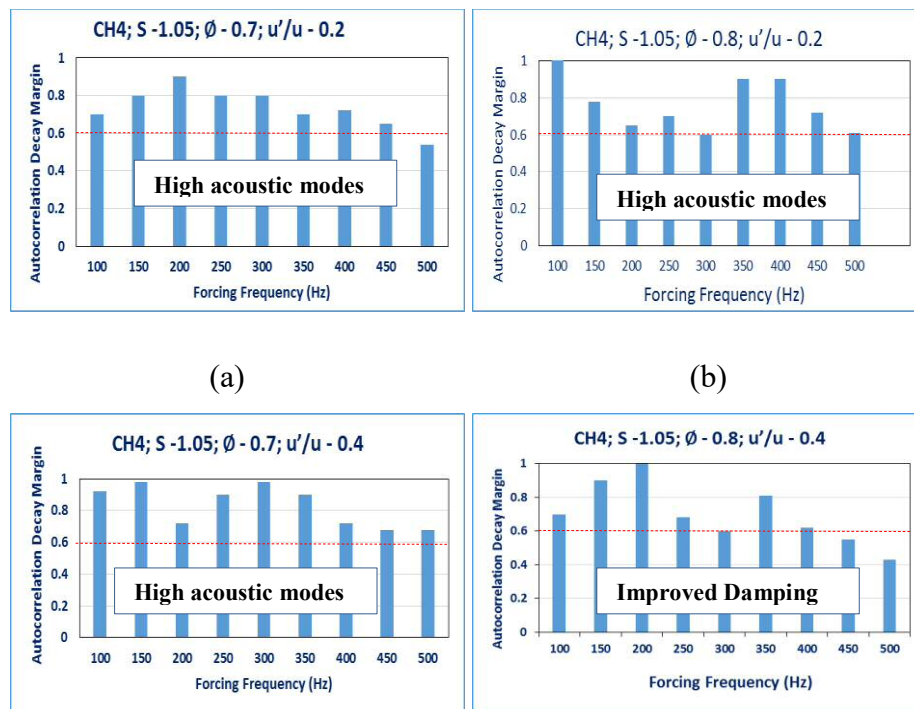 CH4; S -1.05; Ø - 0.7; u'/u - 0.2
Autocorrelation Decay Margin
1
0.8
0.6
0.4
0.2
0
High acoustic modes
100 150 200 250 300 350 400 450 500
Forcing Frequency (Hz)
CH4; S -1.05; Ø - 0.8; u'/u - 0.2
Autocorrelation Decay Margin
1
0.8
0.6
0.4
0.2
0
High acoustic modes
100 150 200 250 300 350 400 450 500
Forcing Frequency (Hz)
(a)
(b)
CH4; S -1.05; Ø - 0.7; u'/u - 0.4
Autocorrelation Decay Margin
1
0.8
0.6
0.4
0.2
0
High acoustic modes
100 150 200 250 300 350 400 450 500
Forcing Frequency (Hz)
CH4; S -1.05; Ø - 0.8; u'/u - 0.4
Autocorrelation Decay Margin
1
0.8
0.6
0.4
0.2
0
Improved Damping
100 150 200 250 300 350 400 450 500
Forcing Frequency (Hz)